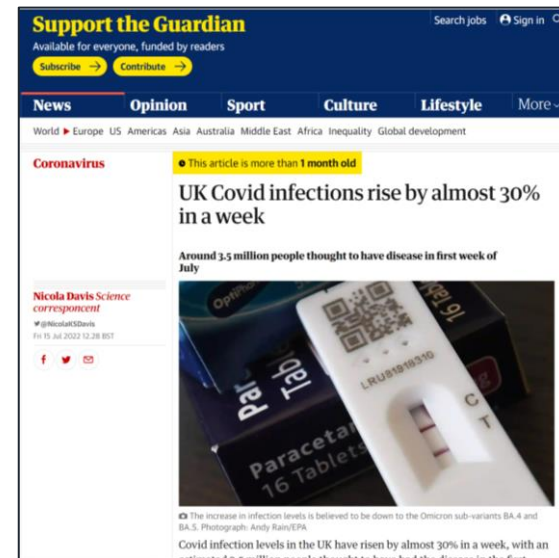 Support the Guardian
Available for everyone, funded by readers
Subscribe → Contribute →
Search jobs Sign in
News Opinion Sport Culture Lifestyle More
World Europe US Americas Asia Australia Middle East Africa Inequality Global development
Coronavirus
This article is more than 1 month old
UK Covid infections rise by almost 30%
in a week
Around 3.5 million people thought to have disease in first week of
July
Nicola Davis Science
correspondent
@NicolaKSDavis
Fri 15 Jul 2022 12.28 BST
Par
Tab
Paracetam
16 Tablets
16 Tabl
LRU81918310
C
T
The increase in infection levels is believed to be down to the Omicron sub-variants BA.4 and
BA.5. Photograph: Andy Rain/EPA
Covid infection levels in the UK have risen by almost 30% in a week, with an